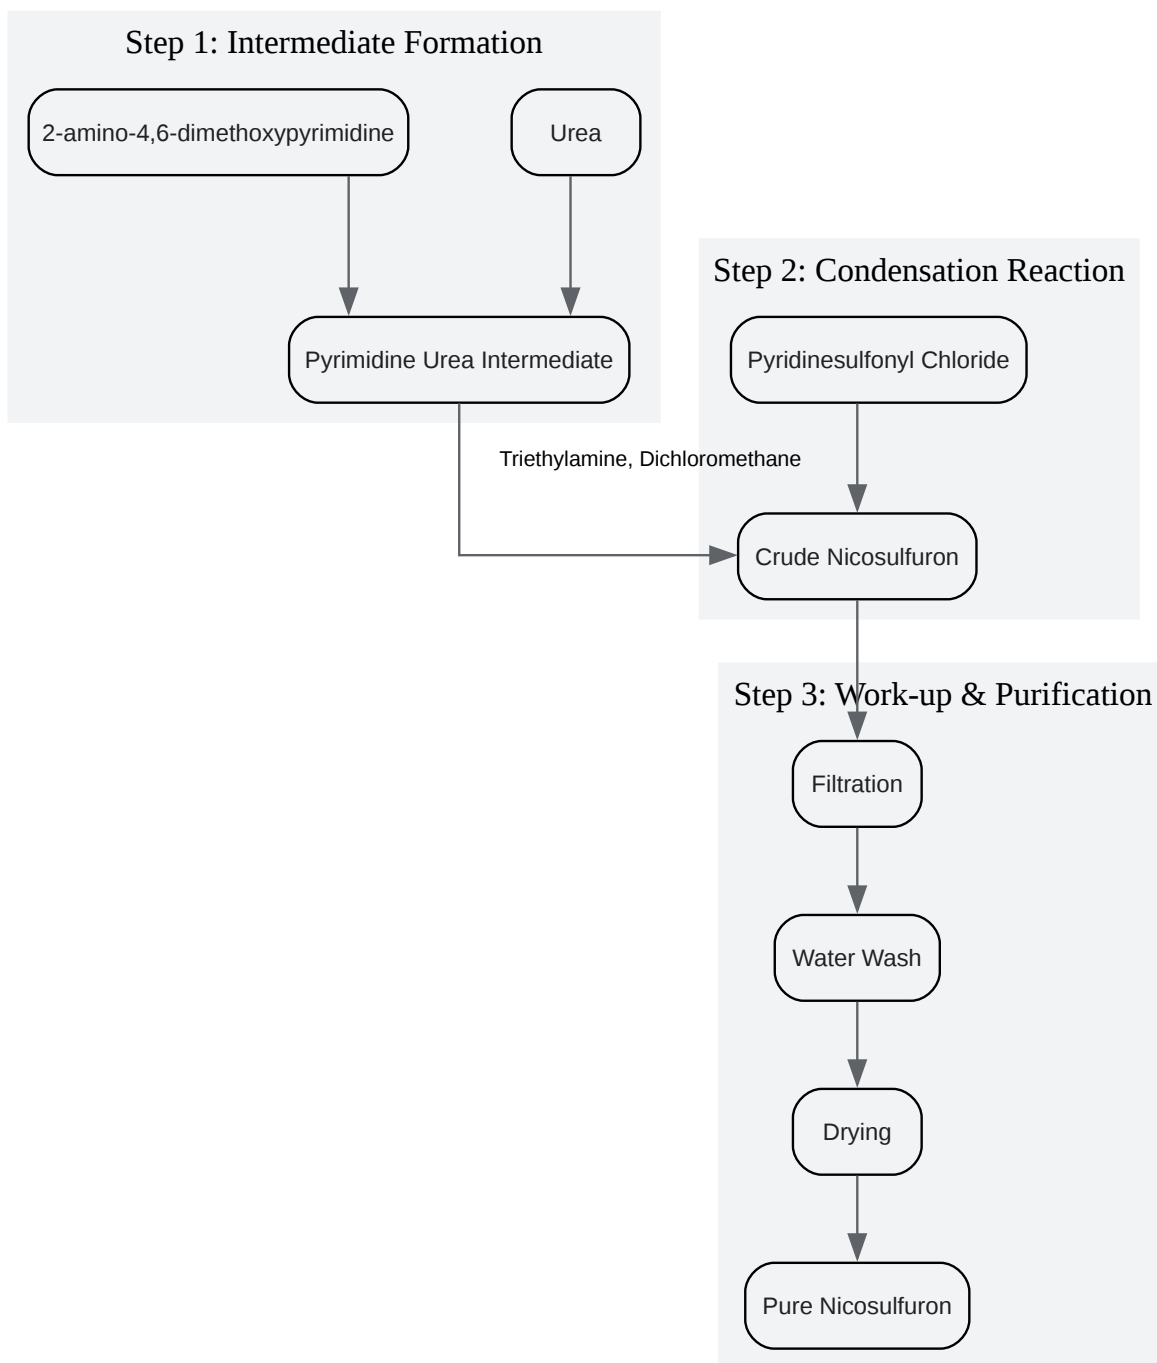 Step 1: Intermediate Formation
2-amino-4,6-dimethoxypyrimidine
Urea
Pyrimidine Urea Intermediate
Step 2: Condensation Reaction
Pyridinesulfonyl Chloride
Triethylamine, Dichloromethane
Crude Nicosulfuron
Step 3: Work-up & Purification
Filtration
Water Wash
Drying
Pure Nicosulfuron